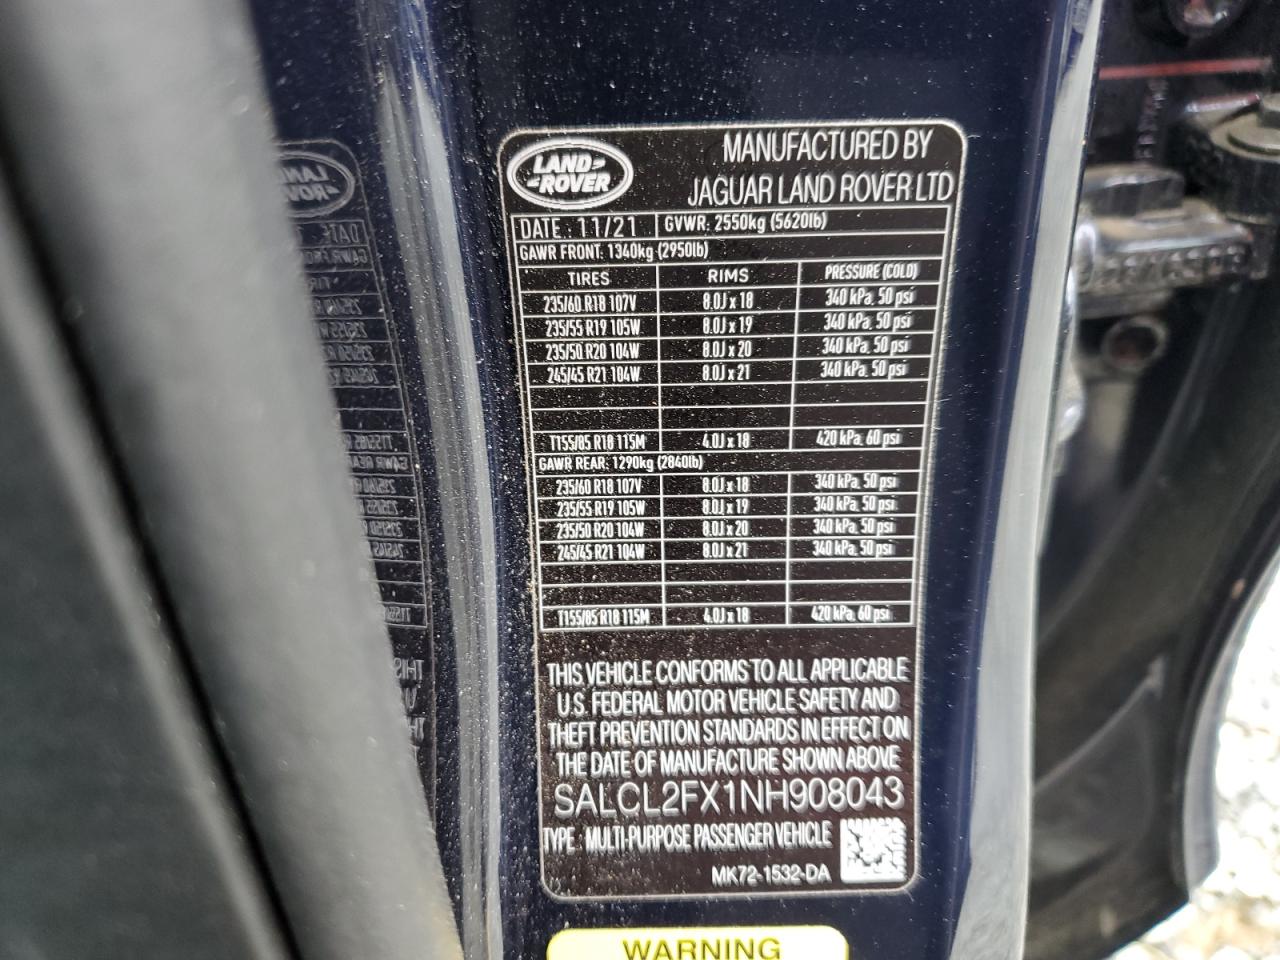 LAND-
-ROVER
MANUFACTURED BY
JAGUAR LAND ROVER LTD
DATE 11/21 GVWR: 2550kg (5620lb)
GAWR FRONT: 1340kg (2950lb)
TIRES RIMS PRESSURE (COLD)
235/60 R18 107V 8.0J x 18 340 kPa, 50 psi
235/55 R19 105W 8.0J x 19 340 kPa, 50 psi
235/50 R20 104W 8.0J x 20 340 kPa, 50 psi
245/45 R21 104W 8.0J x 21 340 kPa, 50 psi
T155/85 R18 115M 4.0J x 18 420 kPa, 60 psi
GAWR REAR: 1290kg (2840lb)
235/60 R18 107V 8.0J x 18 340 kPa, 50 psi
235/55 R19 105W 8.0J x 19 340 kPa, 50 psi
235/50 R20 104W 8.0J x 20 340 kPa, 50 psi
245/45 R21 104W 8.0J x 21 340 kPa, 50 psi
T155/85 R18 115M 4.0J x 18 420 kPa, 60 psi
THIS VEHICLE CONFORMS TO ALL APPLICABLE
U.S. FEDERAL MOTOR VEHICLE SAFETY AND
THEFT PREVENTION STANDARDS IN EFFECT ON
THE DATE OF MANUFACTURE SHOWN ABOVE
SALCL2FX1NH908043
TYPE MULTI-PURPOSE PASSENGER VEHICLE
MK72-1532-DA
WARNING